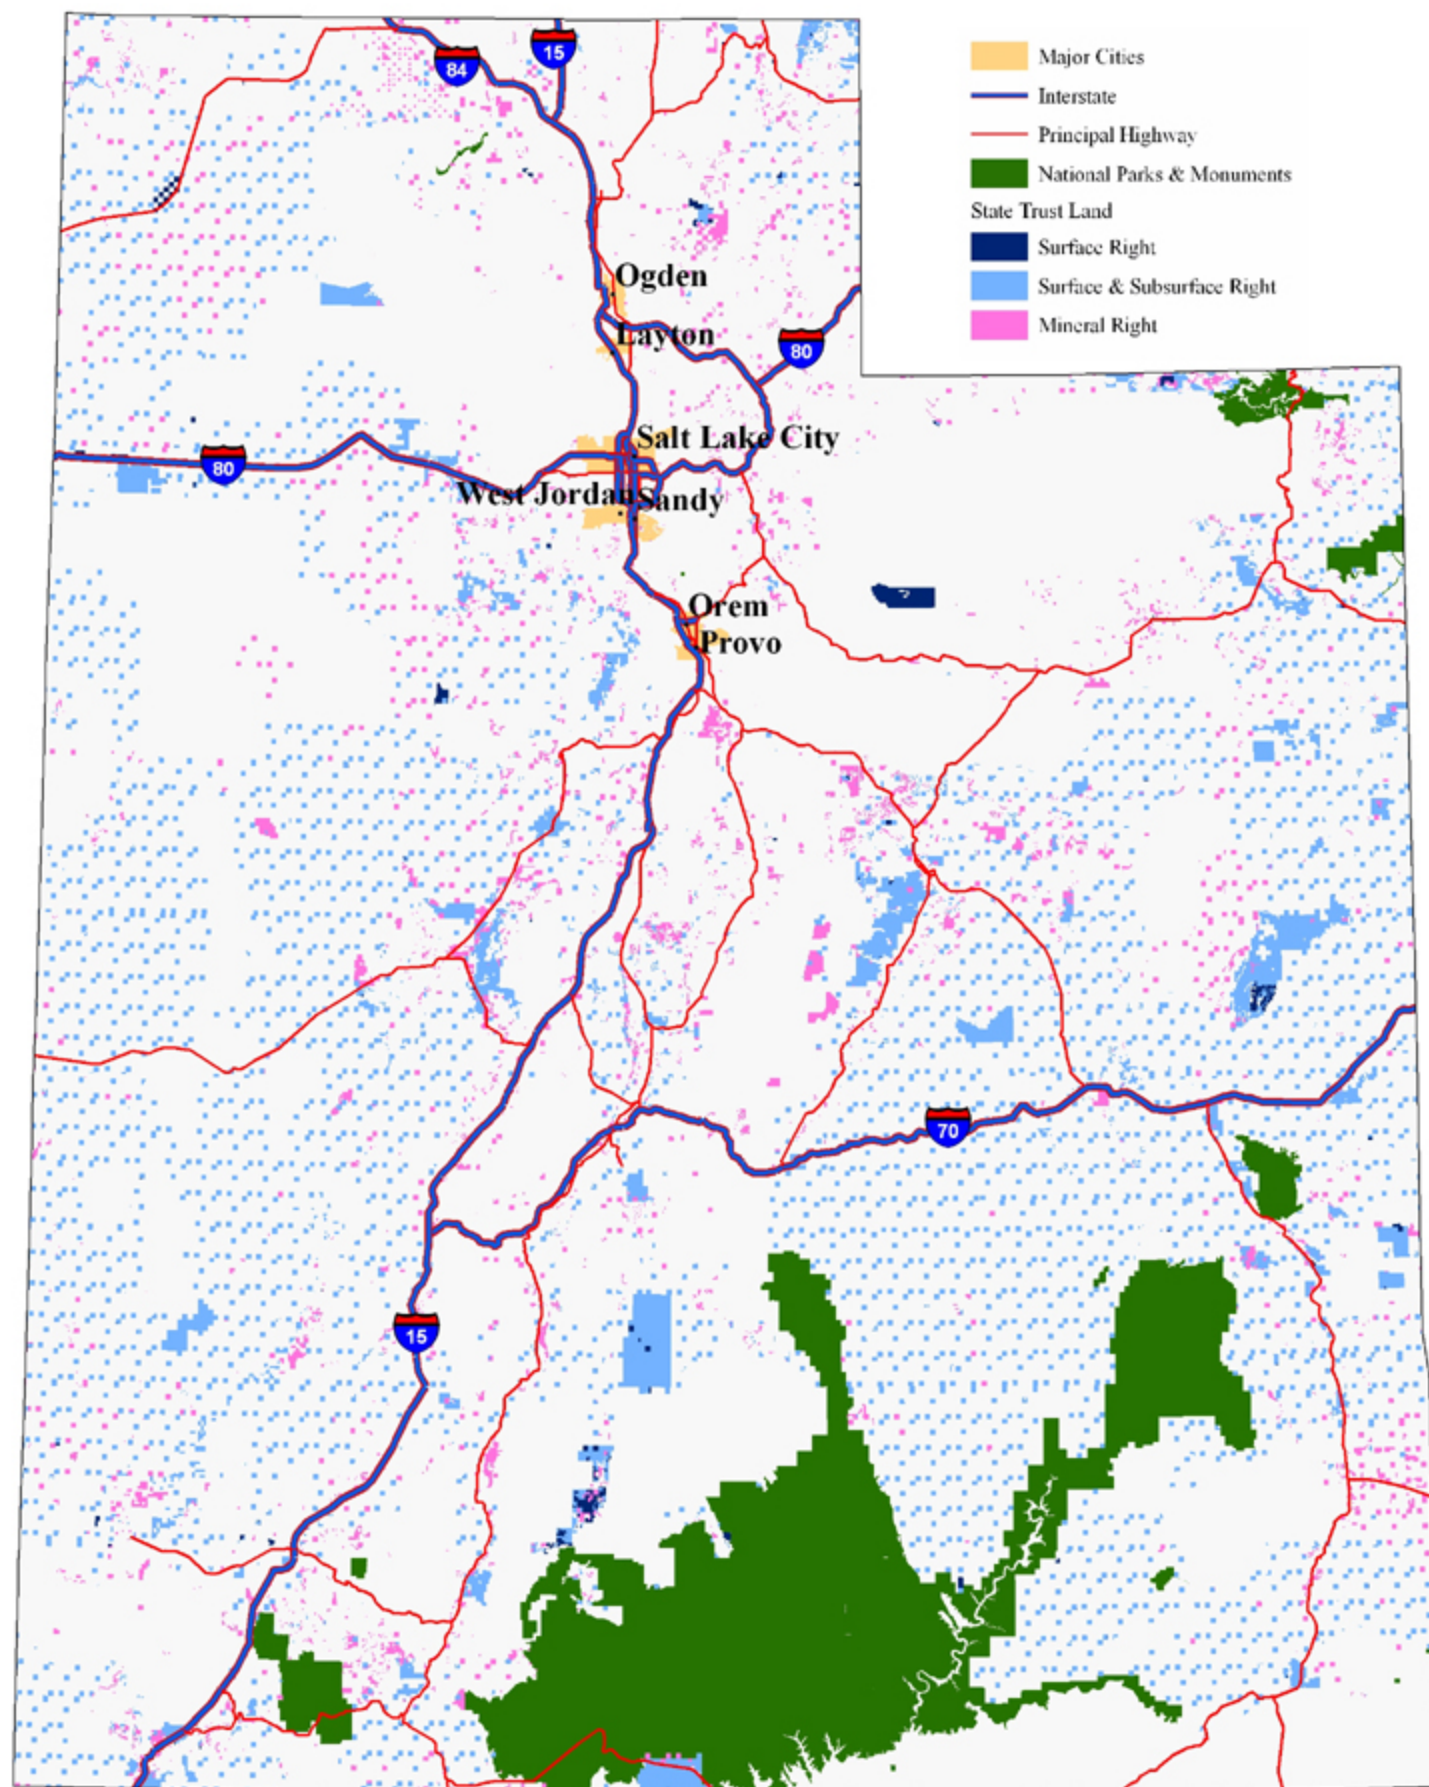 84
15
Major Cities
Interstate
Principal Highway
National Parks & Monuments
State Trust Land
Surface Right
Surface & Subsurface Right
Mineral Right
Ogden
Layton
80
Salt Lake City
80
West Jordan
Sandy
Orem
Provo
70
15